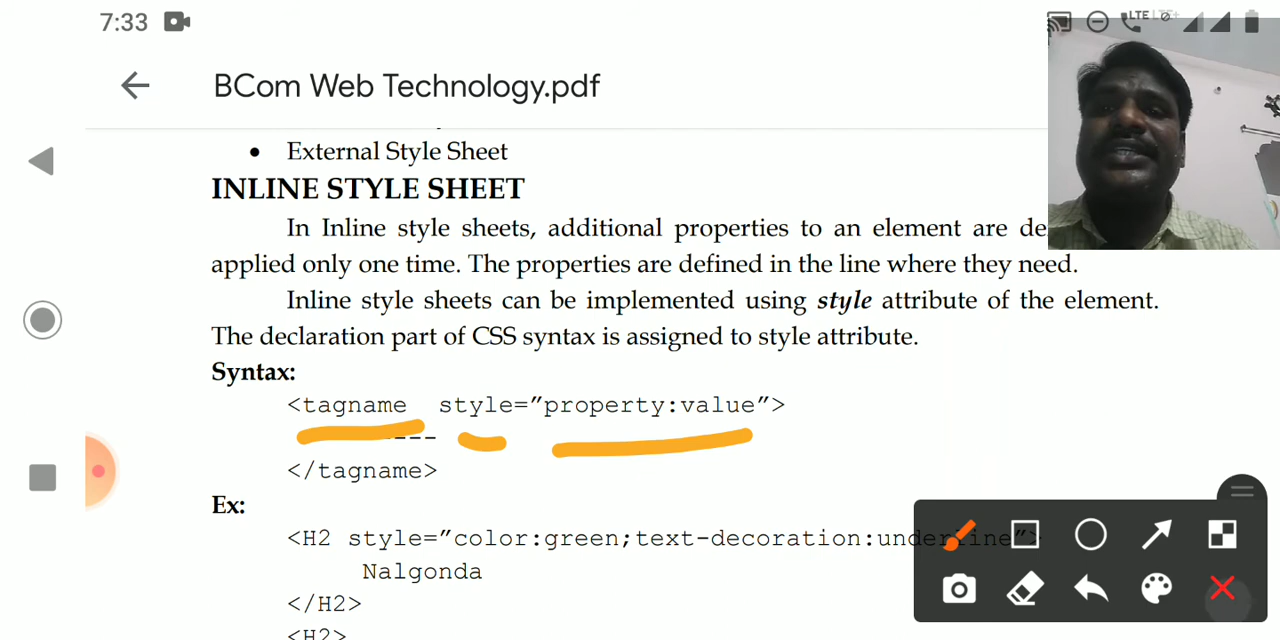 7:33
LTE
BCom Web Technology.pdf
• External Style Sheet
INLINE STYLE SHEET
In Inline style sheets, additional properties to an element are
applied only one time. The properties are defined in the line where they need.
Inline style sheets can be implemented using style attribute of the element.
The declaration part of CSS syntax is assigned to style attribute.
Syntax:
<tagname style=”property:value”>
</tagname>
Ex:
<H2 style=”color:green;text-decoration:underline”>
Nalgonda
</H2>
<H2>